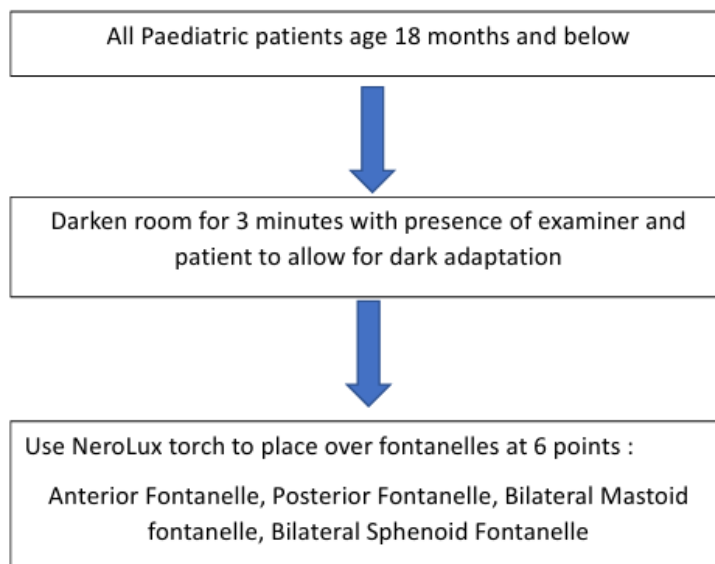 All Paediatric patients age 18 months and below
Darken room for 3 minutes with presence of examiner and
patient to allow for dark adaptation
Use NeroLux torch to place over fontanelles at 6 points :
Anterior Fontanelle, Posterior Fontanelle, Bilateral Mastoid
fontanelle, Bilateral Sphenoid Fontanelle